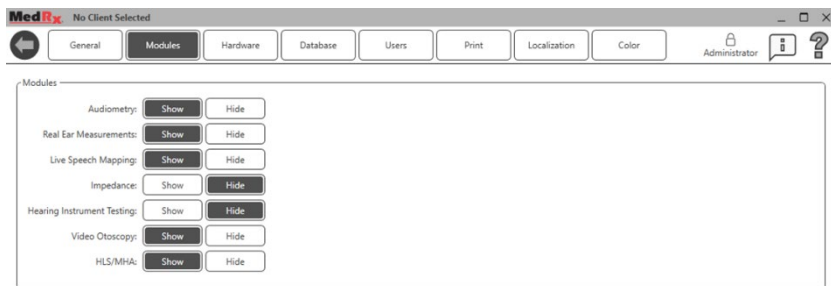 MedRx No Client Selected
General Modules Hardware Database Users Print Localization Color Administrator
Modules
Audiometry: Show Hide
Real Ear Measurements: Show Hide
Live Speech Mapping: Show Hide
Impedance: Show Hide
Hearing Instrument Testing: Show Hide
Video Otoscopy: Show Hide
HLS/MHA: Show Hide